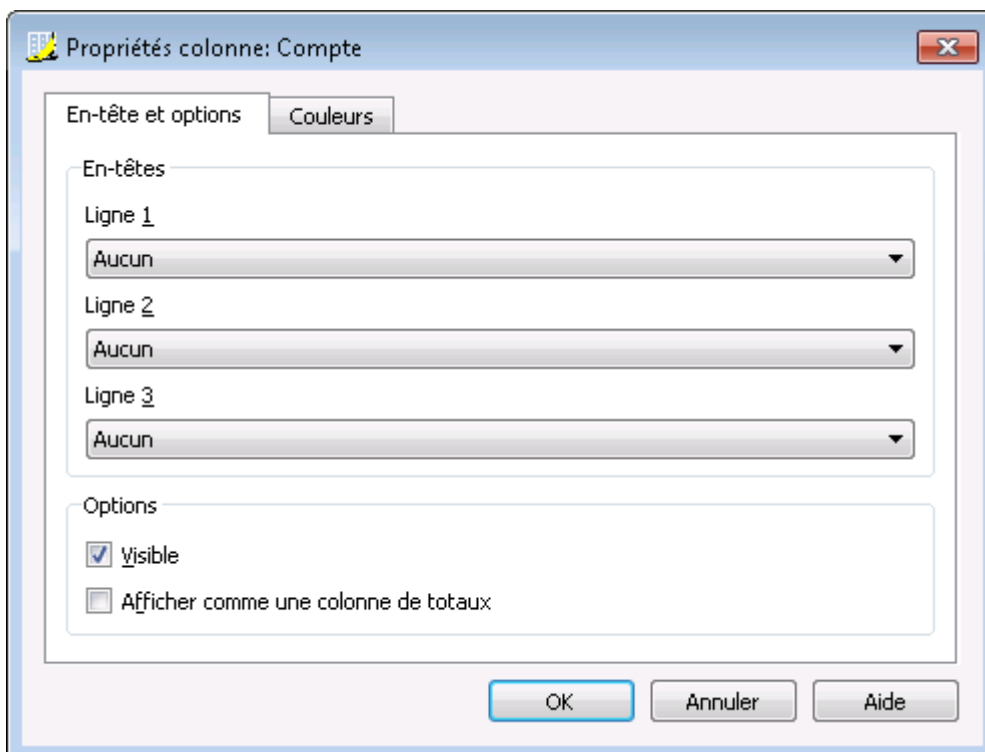 Propriétés colonne: Compte
En-tête et options Couleurs
En-têtes
Ligne 1
Aucun
Ligne 2
Aucun
Ligne 3
Aucun
Options
Visible
Afficher comme une colonne de totaux
OK Annuler Aide